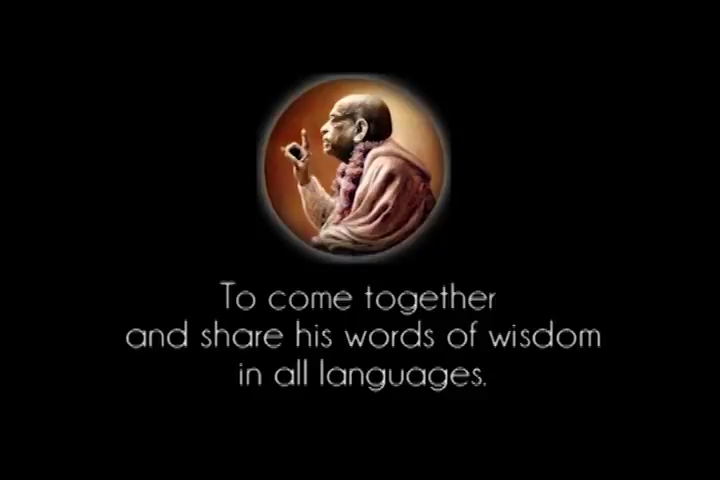 To come together
and share his words of wisdom
in all languages.